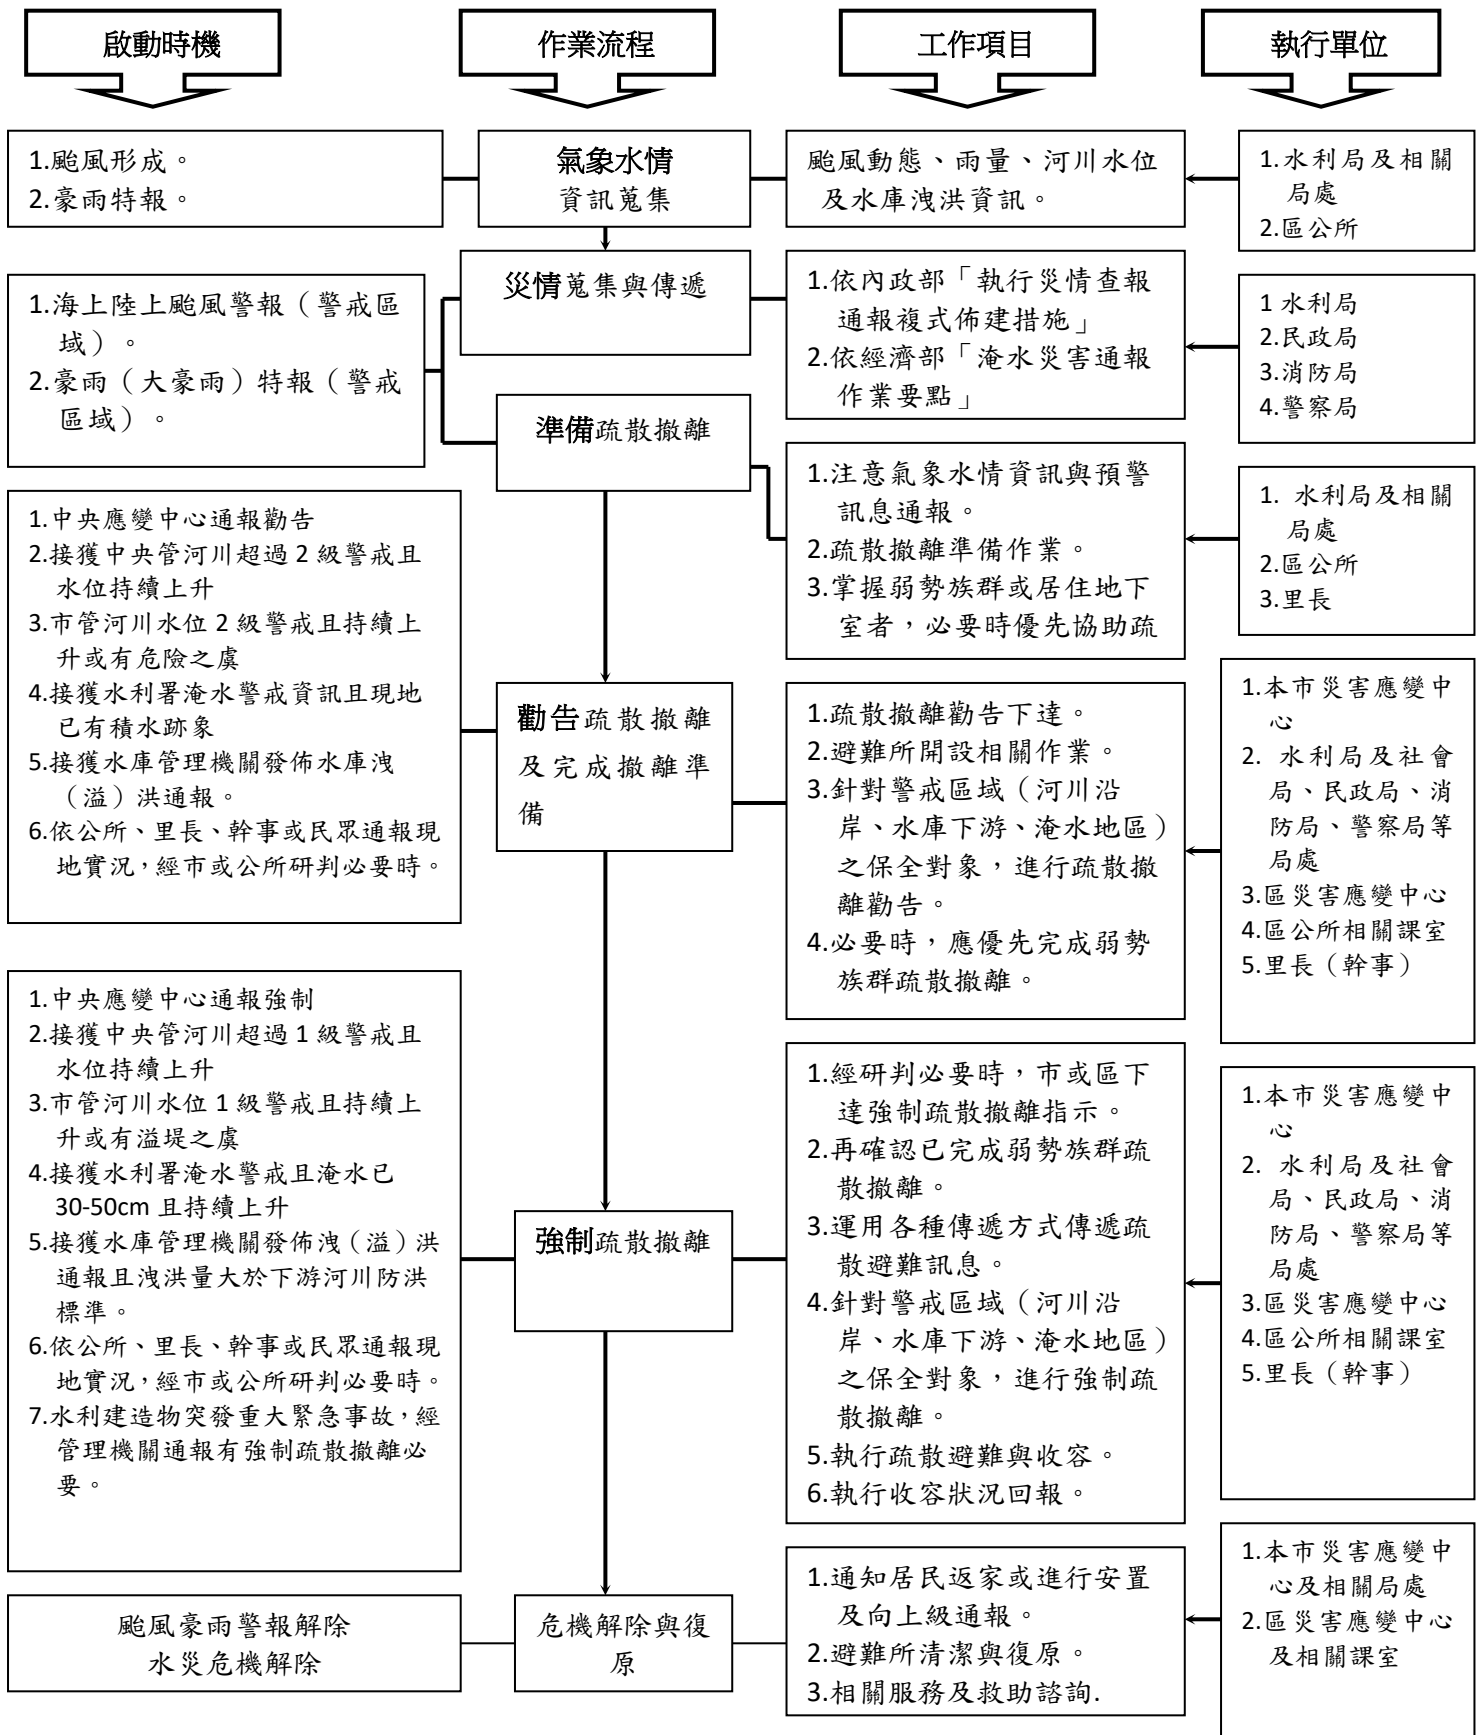 啟動時機
作業流程
工作項目
執行單位
1.颱風形成。
2.豪雨特報。
氣象水情
資訊蒐集
颱風動態、雨量、河川水位
及水庫洩洪資訊。
1.水利局及相關
局處
2.區公所
1.海上陸上颱風警報（警戒區
域）。
2.豪雨（大豪雨）特報（警戒
區域）。
災情蒐集與傳遞
1.依內政部「執行災情查報
通報複式佈建措施」
2.依經濟部「淹水災害通報
作業要點」
1 水利局
2.民政局
3.消防局
4.警察局
準備疏散撤離
1.注意氣象水情資訊與預警
訊息通報。
2.疏散撤離準備作業。
3.掌握弱勢族群或居住地下
室者，必要時優先協助疏
1. 水利局及相關
局處
2.區公所
3.里長
1.中央應變中心通報勸告
2.接獲中央管河川超過 2 級警戒且
水位持續上升
3.市管河川水位 2 級警戒且持續上
升或有危險之虞
4.接獲水利署淹水警戒資訊且現地
已有積水跡象
5.接獲水庫管理機關發佈水庫洩
（溢）洪通報。
6.依公所、里長、幹事或民眾通報現
地實況，經市或公所研判必要時。
勸告疏散撤離
及完成撤離準
備
1.疏散撤離勸告下達。
2.避難所開設相關作業。
3.針對警戒區域（河川沿
岸、水庫下游、淹水地區）
之保全對象，進行疏散撤
離勸告。
4.必要時，應優先完成弱勢
族群疏散撤離。
1.本市災害應變中
心
2. 水利局及社會
局、民政局、消
防局、警察局等
局處
3.區災害應變中心
4.區公所相關課室
5.里長（幹事）
1.中央應變中心通報強制
2.接獲中央管河川超過 1 級警戒且
水位持續上升
3.市管河川水位 1 級警戒且持續上
升或有溢堤之虞
4.接獲水利署淹水警戒且淹水已
30-50cm 且持續上升
5.接獲水庫管理機關發佈洩（溢）洪
通報且洩洪量大於下游河川防洪
標準。
6.依公所、里長、幹事或民眾通報現
地實況，經市或公所研判必要時。
7.水利建造物突發重大緊急事故，經
管理機關通報有強制疏散撤離必
要。
強制疏散撤離
1.經研判必要時，市或區下
達強制疏散撤離指示。
2.再確認已完成弱勢族群疏
散撤離。
3.運用各種傳遞方式傳遞疏
散避難訊息。
4.針對警戒區域（河川沿
岸、水庫下游、淹水地區）
之保全對象，進行強制疏
散撤離。
5.執行疏散避難與收容。
6.執行收容狀況回報。
1.本市災害應變中
心
2. 水利局及社會
局、民政局、消
防局、警察局等
局處
3.區災害應變中心
4.區公所相關課室
5.里長（幹事）
颱風豪雨警報解除
水災危機解除
危機解除與復
原
1.通知居民返家或進行安置
及向上級通報。
2.避難所清潔與復原。
3.相關服務及救助諮詢.
1.本市災害應變中
心及相關局處
2.區災害應變中心
及相關課室